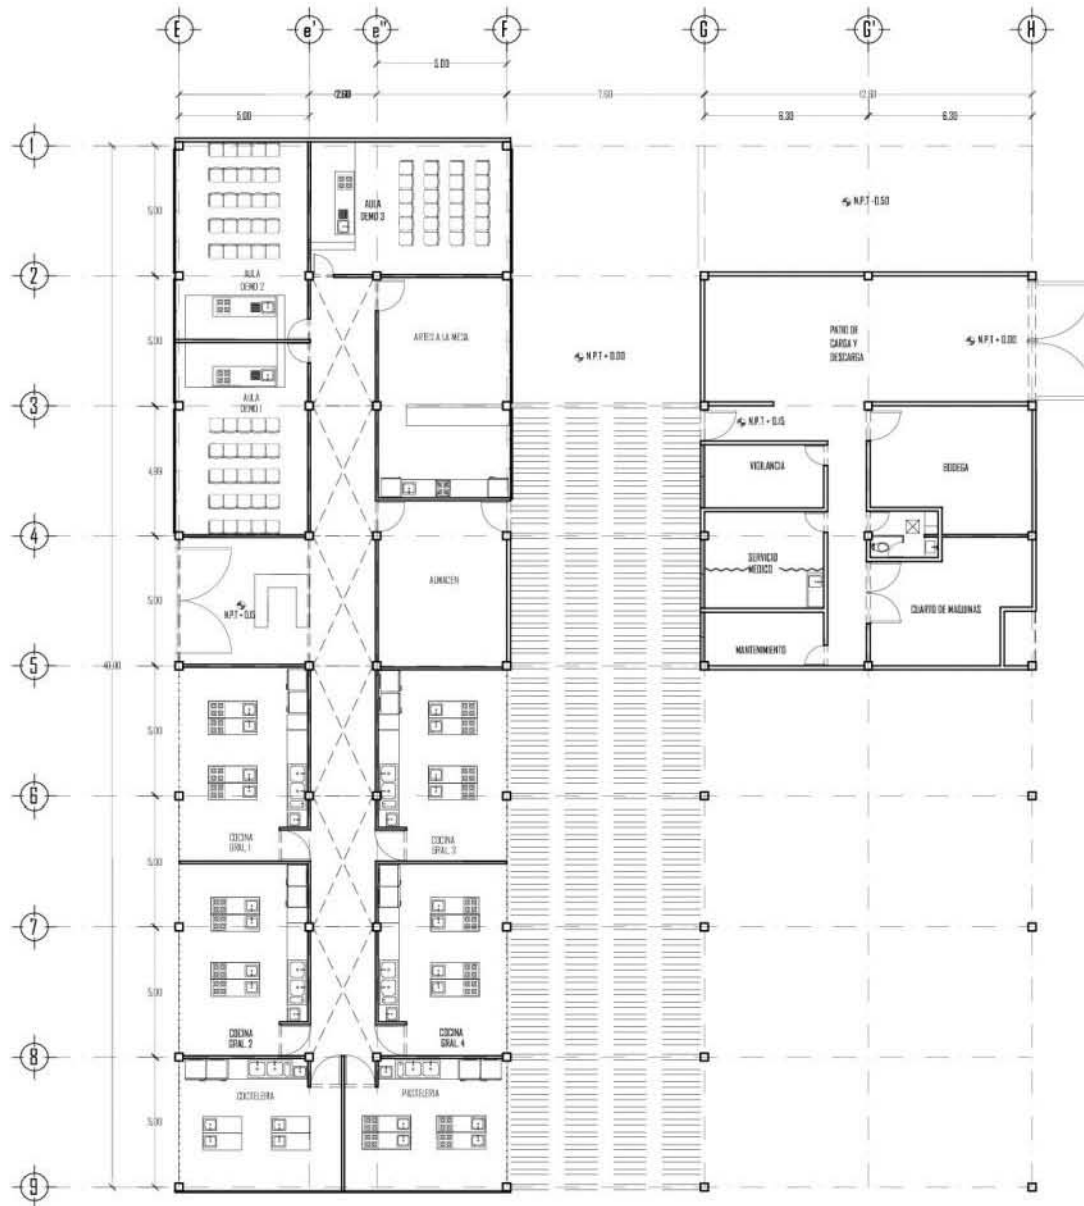 E e' e'' F G G' H
5.00
(2.60 7.60 12.60
5.00 6.30 6.30
1
5.00
AULA
DEMO 3
N.P.T -0.50
2
AULA
DEMO 2
5.00
ARTES A LA MESA
PATIO DE
CARGA Y
DESCARGA
N.P.T + 0.00
N.P.T + 0.00
3
AULA
DEMO 1
N.P.T + 0.15
4.99
VIGILANCIA
BODEGA
4
SERVICIO
MEDICO
ALMACEN
5.00
N.P.T + 0.15
CUARTO DE MAQUINAS
MANTENIMIENTO
5
40.00
5.00
6
COCINA
GRAL. 1
COCINA
GRAL. 3
5.00
7
5.00
COCINA
GRAL. 2
COCINA
GRAL. 4
8
COCTELERIA
PASTELERIA
5.00
9